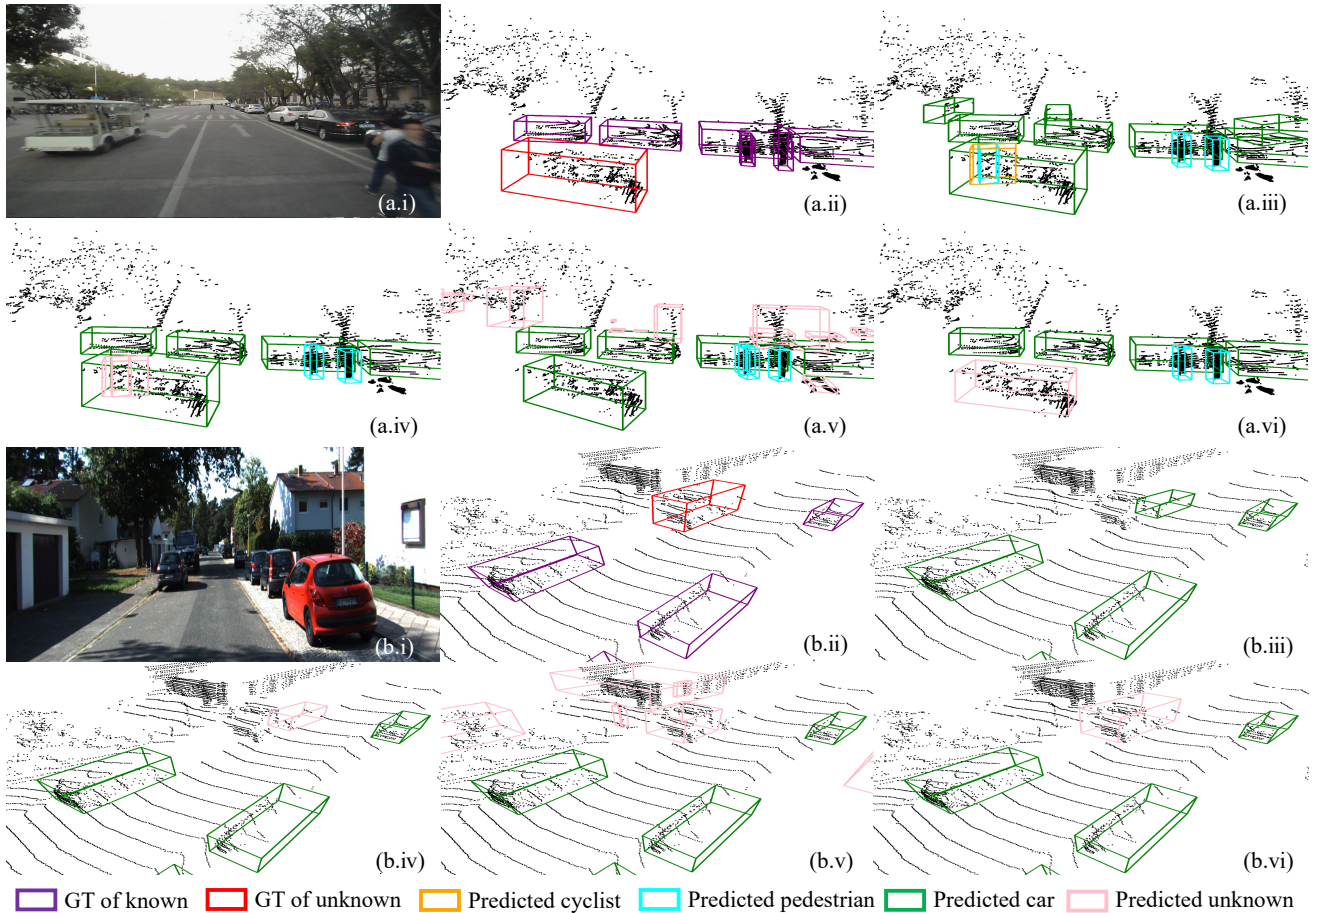 (a.i)
(a.ii)
(a.iii)
(a.iv)
(a.v)
(a.vi)
(b.i)
(b.ii)
(b.iii)
(b.iv)
(b.v)
(b.vi)
GT of known
GT of unknown
Predicted cyclist
Predicted pedestrian
Predicted car
Predicted unknown